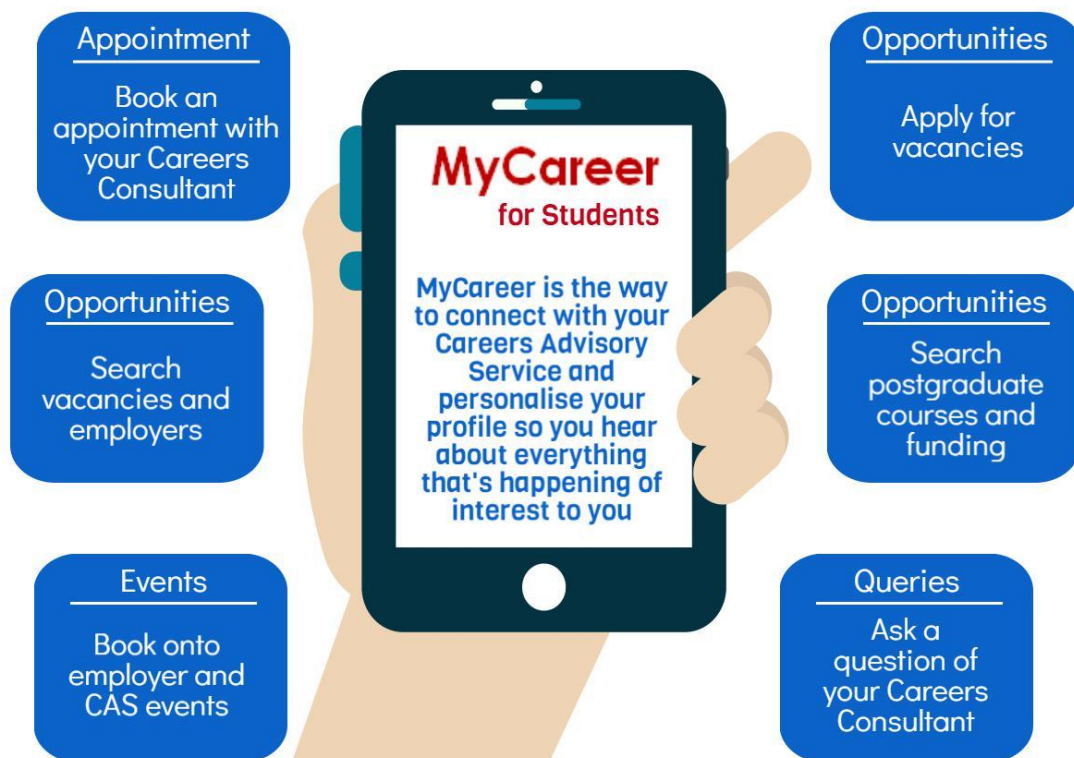 Appointment
Book an
appointment with
your Careers
Consultant
Opportunities
Search
vacancies and
employers
Events
Book onto
employer and
CAS events
MyCareer
for Students
MyCareer is the way
to connect with your
Careers Advisory
Service and
personalise your
profile so you hear
about everything
that's happening of
interest to you
Opportunities
Apply for
vacancies
Opportunities
Search
postgraduate
courses and
funding
Queries
Ask a
question of
your Careers
Consultant